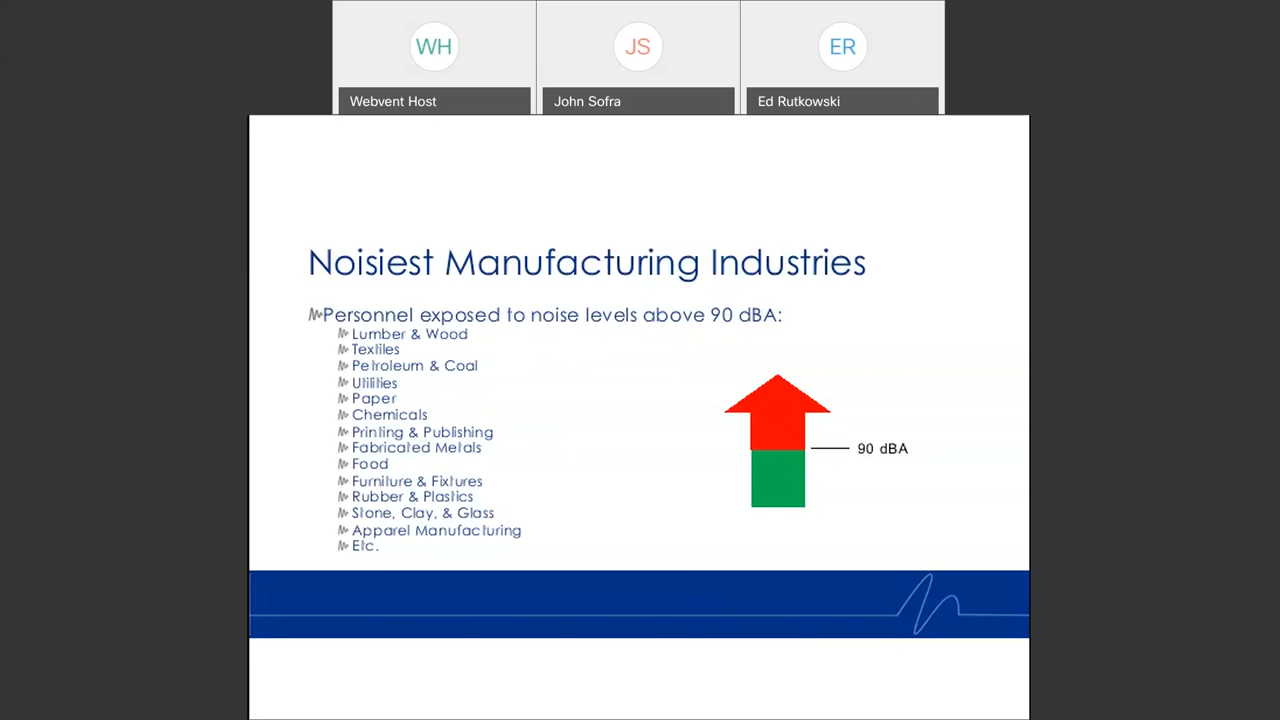 WH
JS
ER
Webvent Host
John Sofra
Ed Rutkowski
Noisiest Manufacturing Industries
Personnel exposed to noise levels above 90 dBA:
Lumber & Wood
Textiles
Petroleum & Coal
Utilities
Paper
Chemicals
Printing & Publishing
Fabricated Metals
Food
Furniture & Fixtures
Rubber & Plastics
Stone, Clay, & Glass
Apparel Manufacturing
Etc.
90 dBA